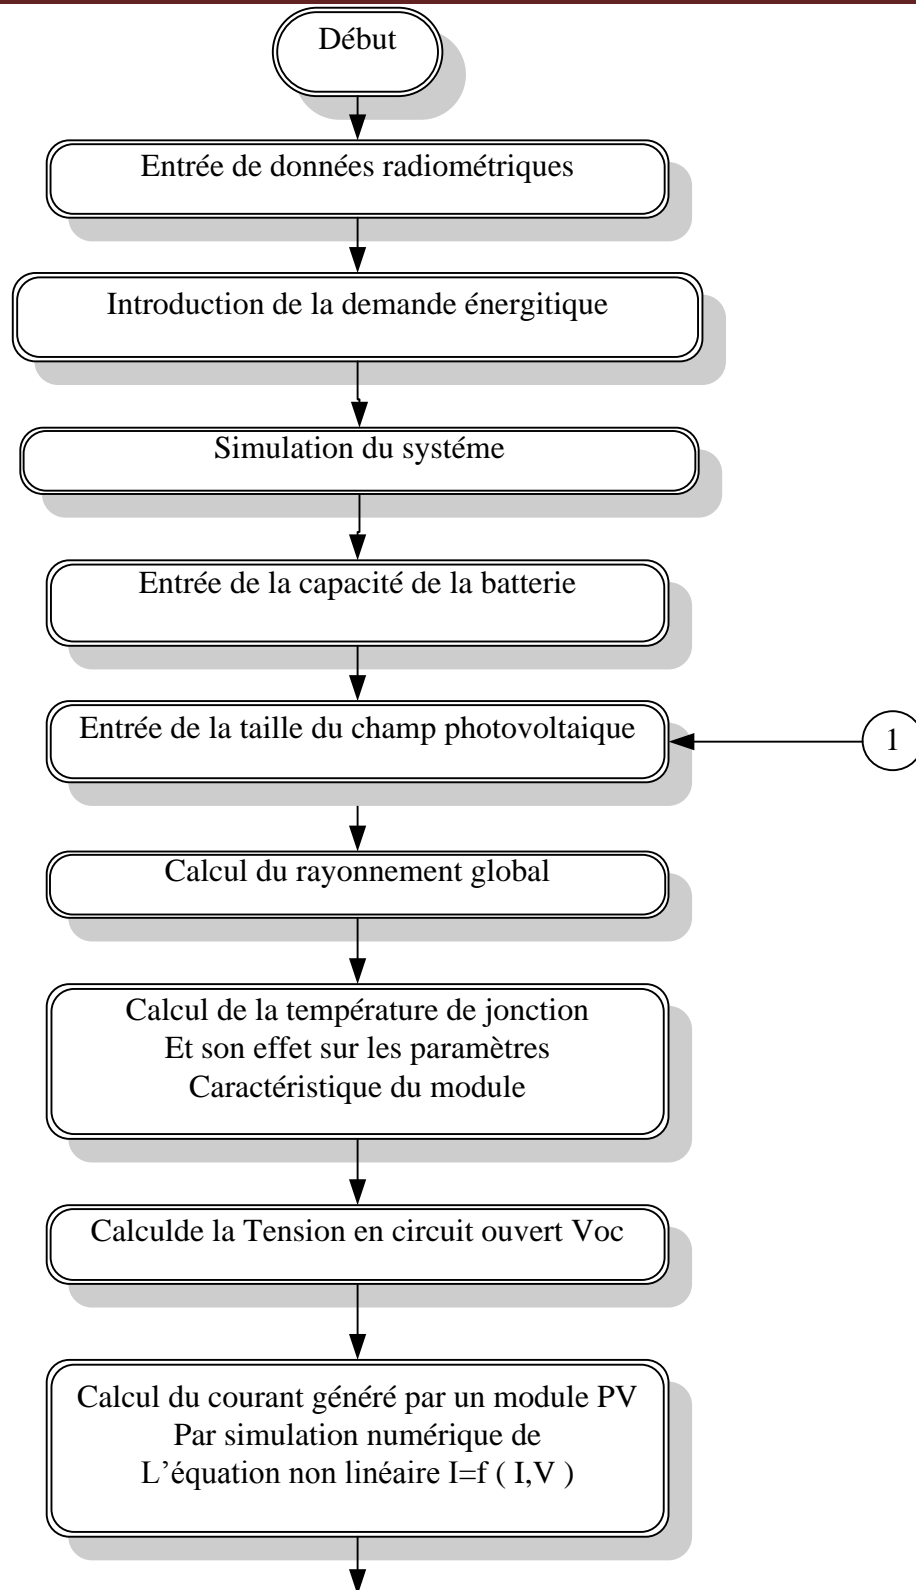 Début
Entrée de données radiométriques
Introduction de la demande énergitique
Simulation du systéme
Entrée de la capacité de la batterie
Entrée de la taille du champ photovoltaique
1
Calcul du rayonnement global
Calcul de la température de jonction
Et son effet sur les paramètres
Caractéristique du module
Calculde la Tension en circuit ouvert Voc
Calcul du courant généré par un module PV
Par simulation numérique de
L’équation non linéaire I=f ( I,V )